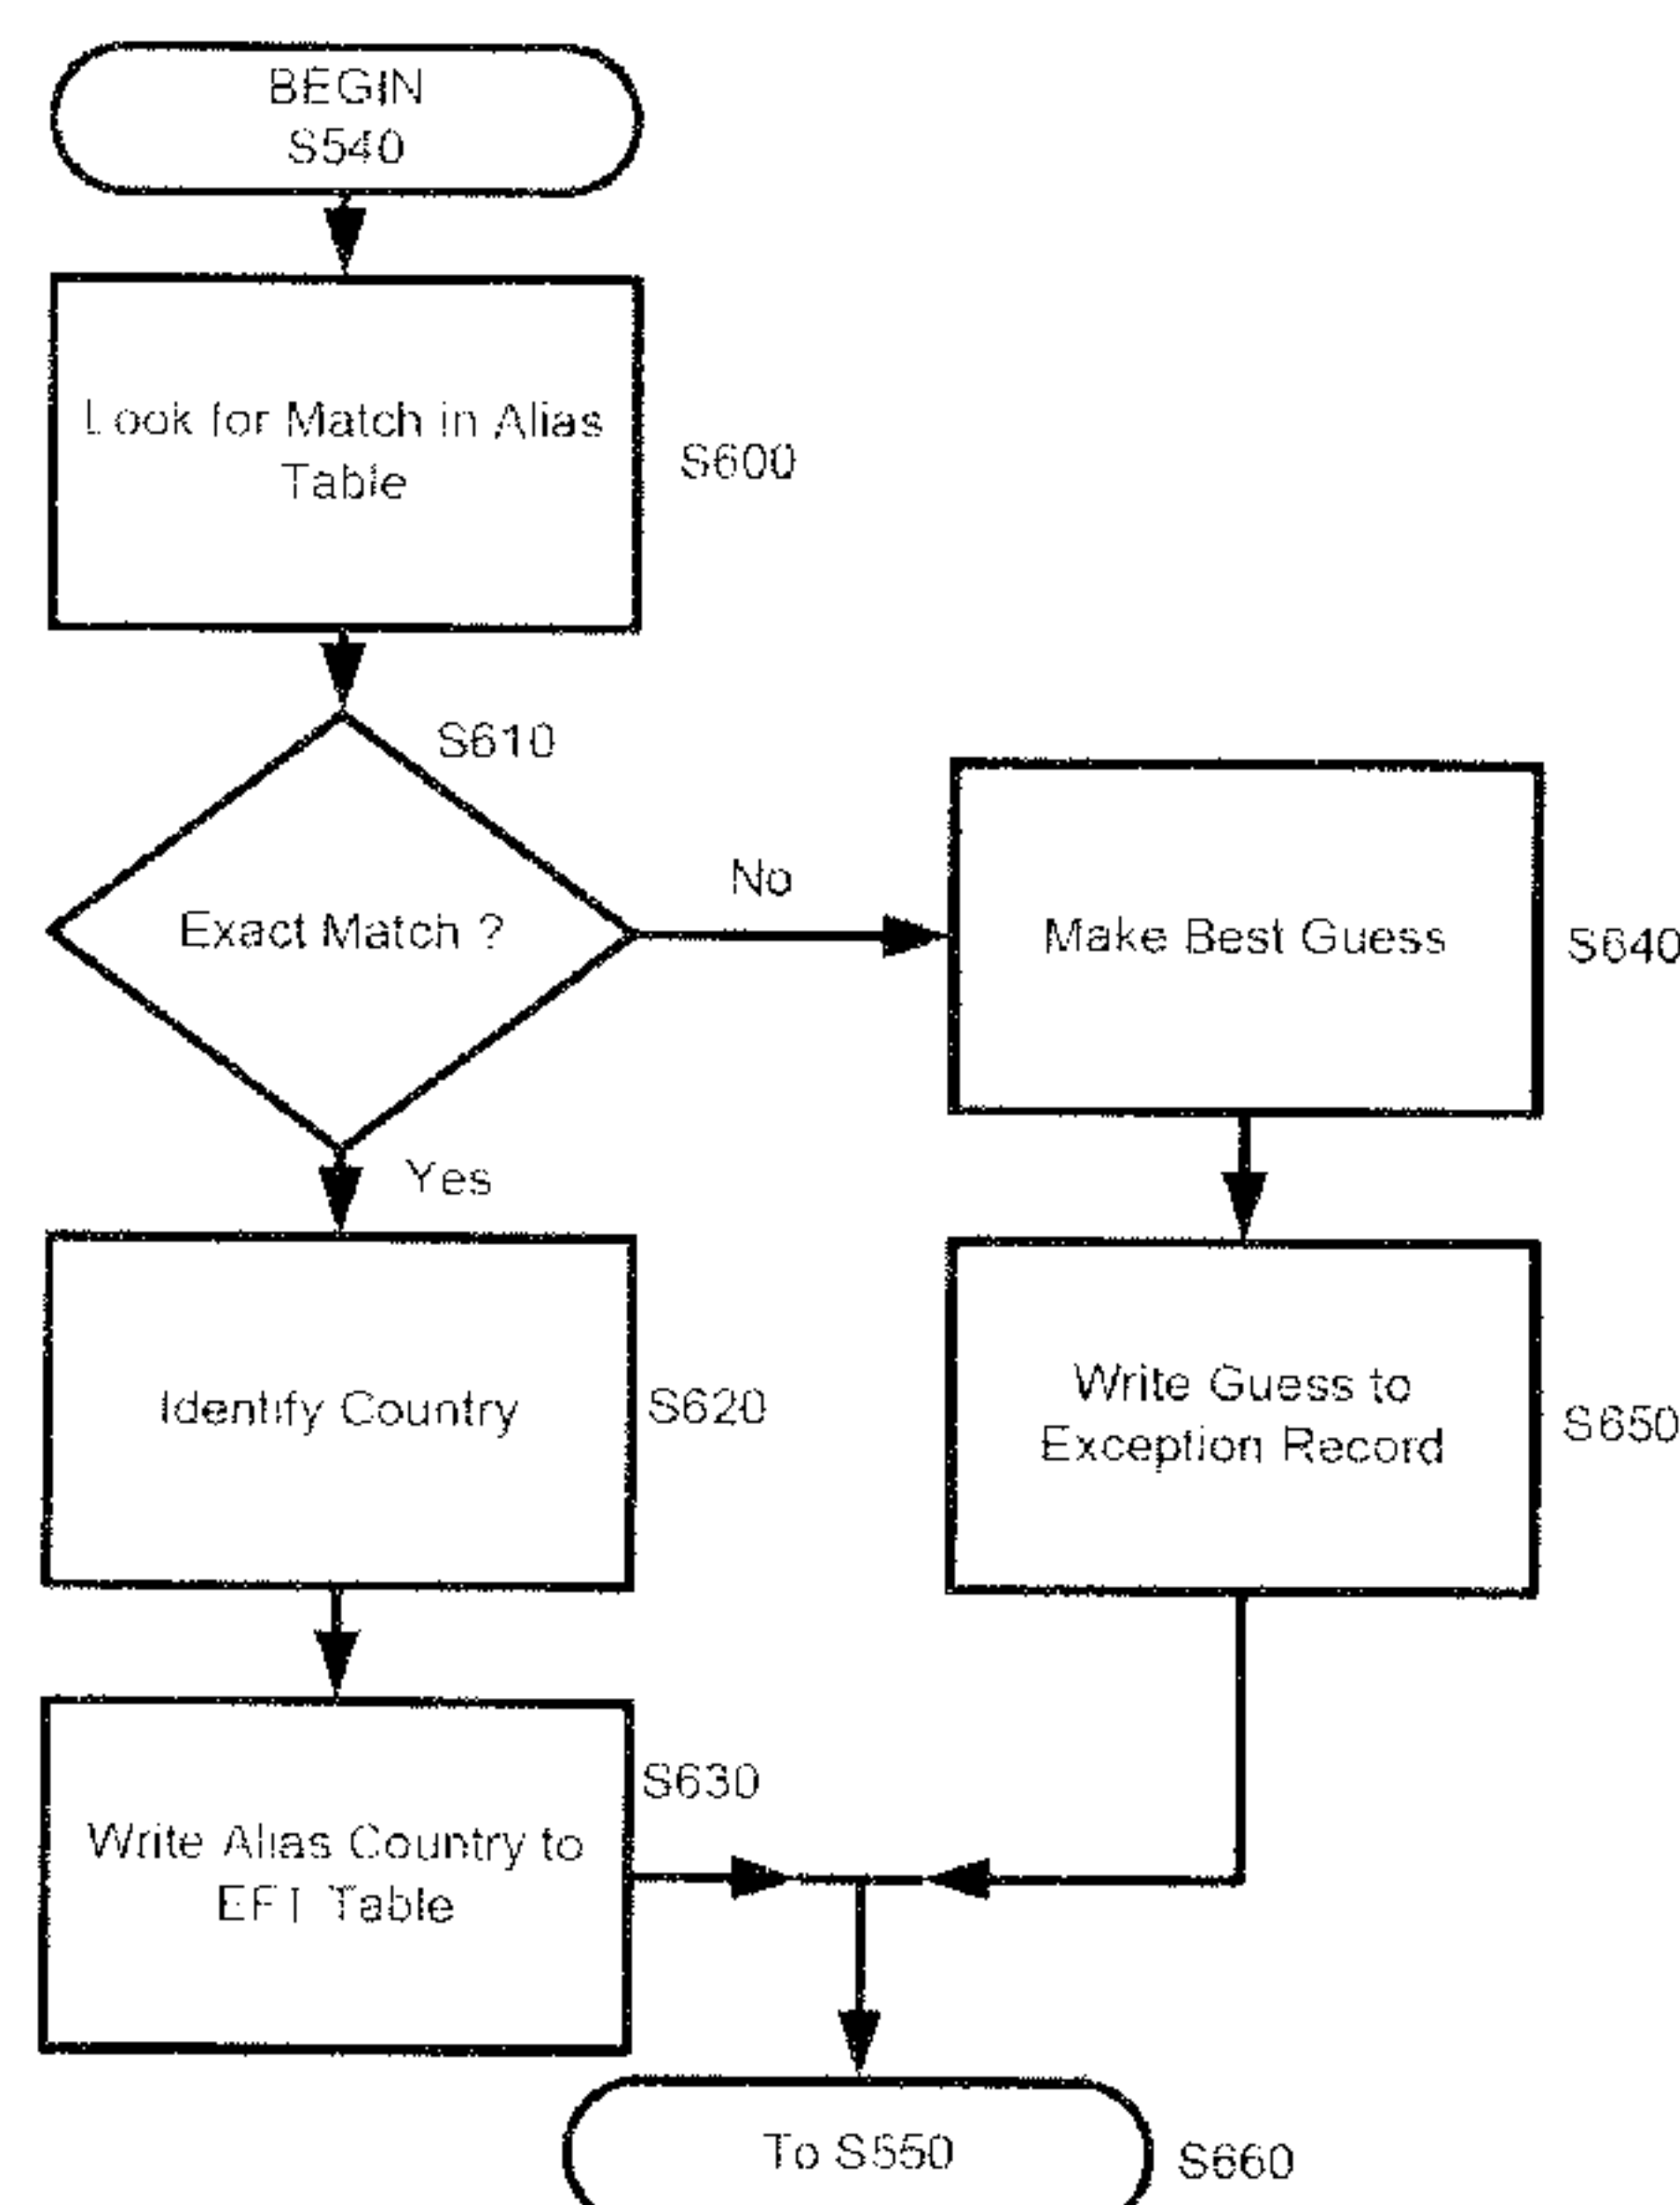 BEGIN
S540
Look for Match in Alias
Table
S600
S610
Exact Match ?
No
Make Best Guess
S640
Yes
Identify Country
S620
Write Guess to
Exception Record
S650
S630
Write Alias Country to
EFT Table
To S550
S660